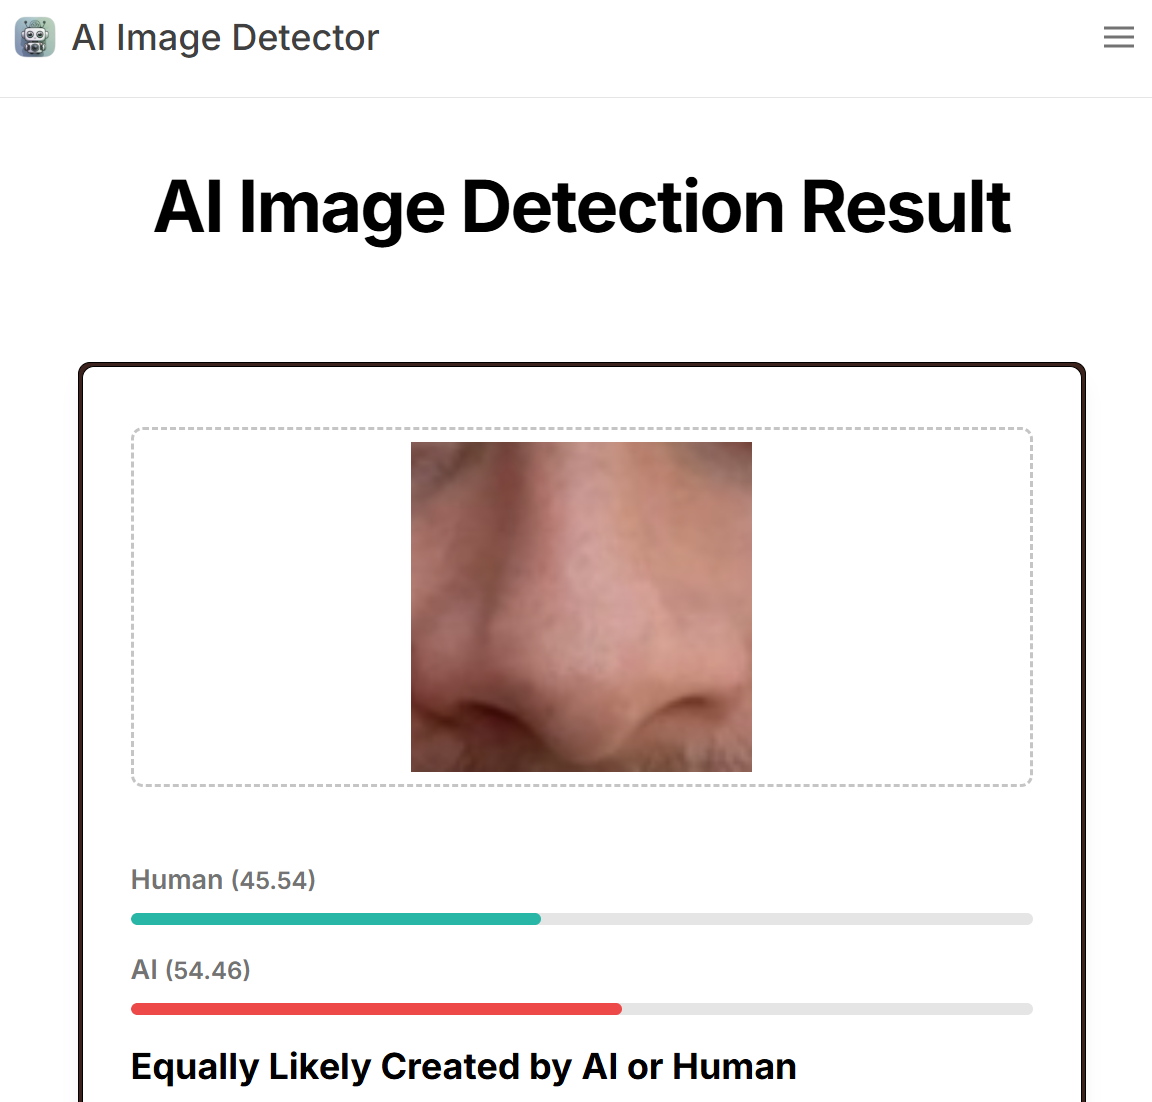 AI Image Detector
AI Image Detection Result
Human (45.54)
AI (54.46)
Equally Likely Created by AI or Human